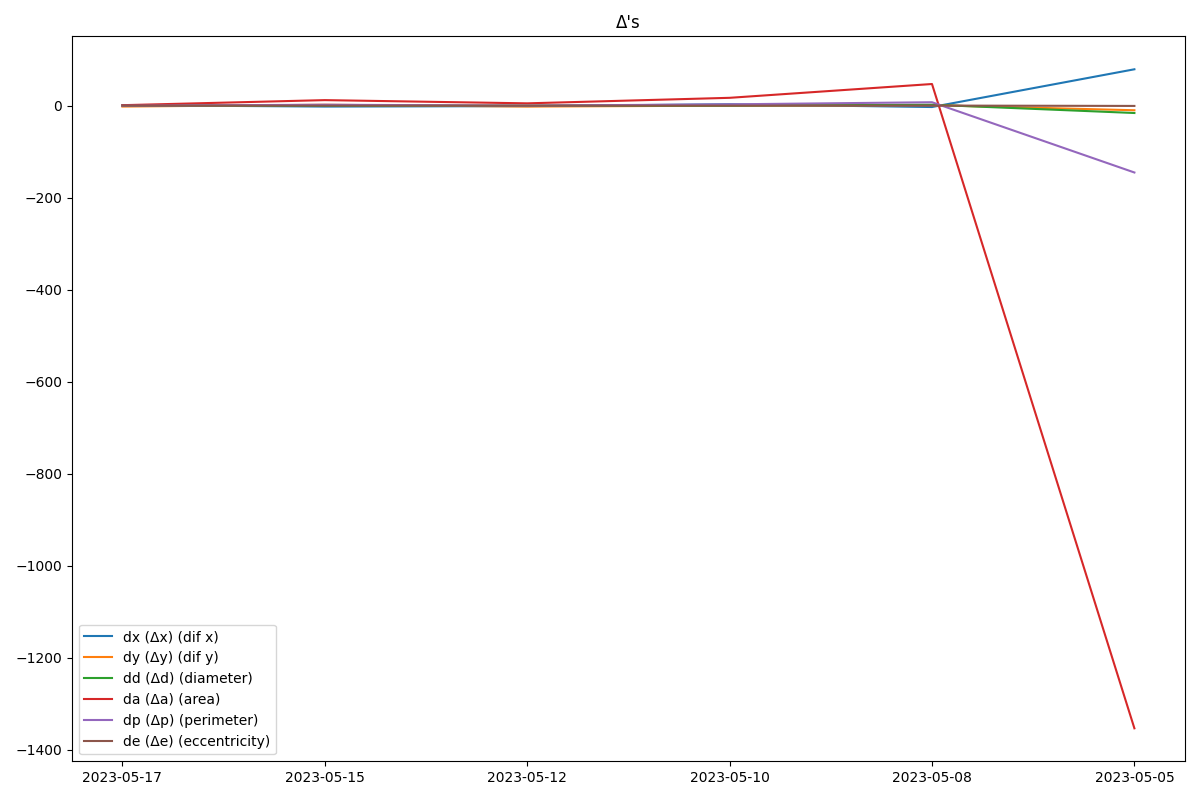 Δ's
0
−200
−400
−600
−800
−1000
−1200
−1400
dx (Δx) (dif x)
dy (Δy) (dif y)
dd (Δd) (diameter)
da (Δa) (area)
dp (Δp) (perimeter)
de (Δe) (eccentricity)
2023-05-17 2023-05-15 2023-05-12 2023-05-10 2023-05-08 2023-05-05